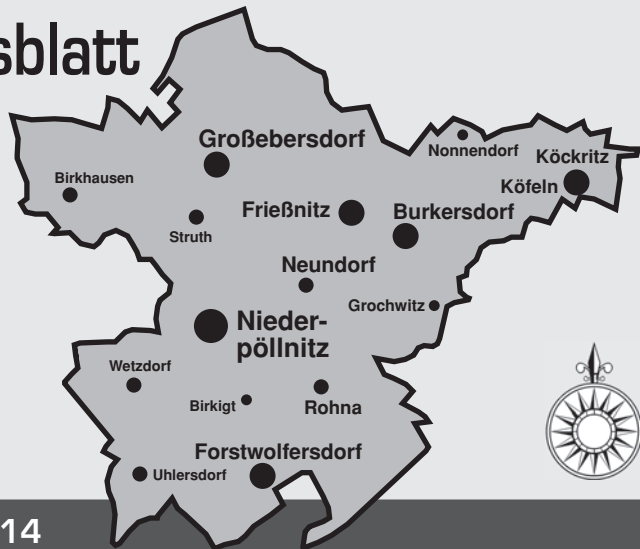 sblatt
Großebersdorf
Nonnendorf
Köckritz
Birkhausen
Köfeln
Frießnitz
Burkersdorf
Struth
Neundorf
Grochwitz
Nieder-
pöllnitz
Wetzdorf
Birkigt
Rohna
Forstwolfersdorf
Uhlersdorf
14